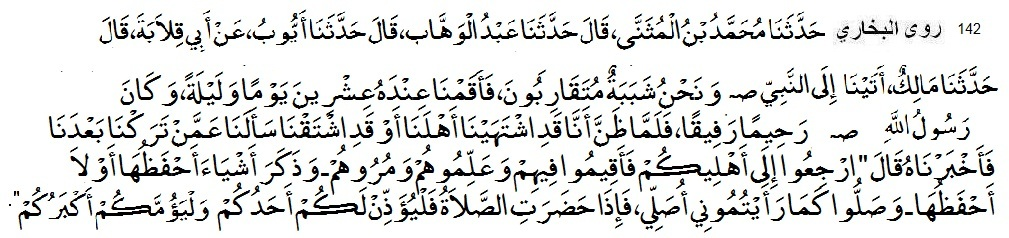 142 روى البخاري حَدَّثَنَا مُحَمَّدُ بْنُ الْمُثَنَّى، قَالَ حَدَّثَنَا عَبْدُ الْوَهَّابِ، قَالَ حَدَّثَنَا أَيُّوبُ، عَنْ أَبِي قِلاَبَةَ، قَالَ
حَدَّثَنَا مَالِكٌ، أَتَيْنَا إِلَى النَّبِيِّ صـ وَنَحْنُ شَبَبَةٌ مُتَقَارِبُونَ، فَأَقَمْنَا عِنْدَهُ عِشْرِينَ يَوْمًا وَلَيْلَةً، وَكَانَ
رَسُولُ اللَّهِ صـ رَحِيمًا رَفِيقًا، فَلَمَّا ظَنَّ أَنَّا قَدِ اشْتَهَيْنَا أَهْلَنَا أَوْ قَدِ اشْتَقْنَا سَأَلَنَا عَمَّنْ تَرَكْنَا بَعْدَنَا
فَأَخْبَرْنَاهُ قَالَ "ارْجِعُوا إِلَى أَهْلِيكُمْ فَأَقِيمُوا فِيهِمْ وَعَلِّمُوهُمْ وَمُرُوهُمْ ـ وَذَكَرَ أَشْيَاءَ أَحْفَظُهَا أَوْ لاَ
أَحْفَظُهَا ـ وَصَلُّوا كَمَا رَأَيْتُمُونِي أُصَلِّي، فَإِذَا حَضَرَتِ الصَّلاَةُ فَلْيُؤَذِّنْ لَكُمْ أَحَدُكُمْ وَلْيَؤُمَّكُمْ أَكْبَرُكُمْ"